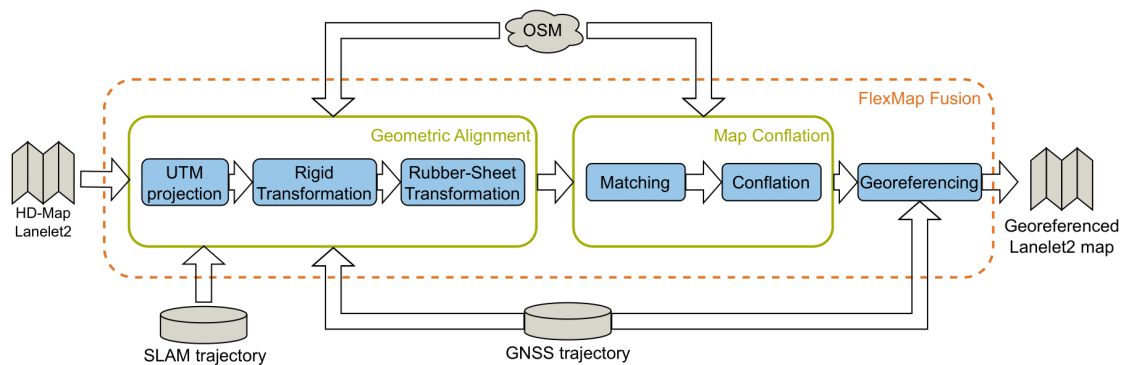 OSM
FlexMap Fusion
Geometric Alignment
Map Conflation
UTM
projection
Rigid
Transformation
Rubber-Sheet
Transformation
Matching
Conflation
Georeferencing
HD-Map
Lanelet2
Georeferenced
Lanelet2 map
SLAM trajectory
GNSS trajectory